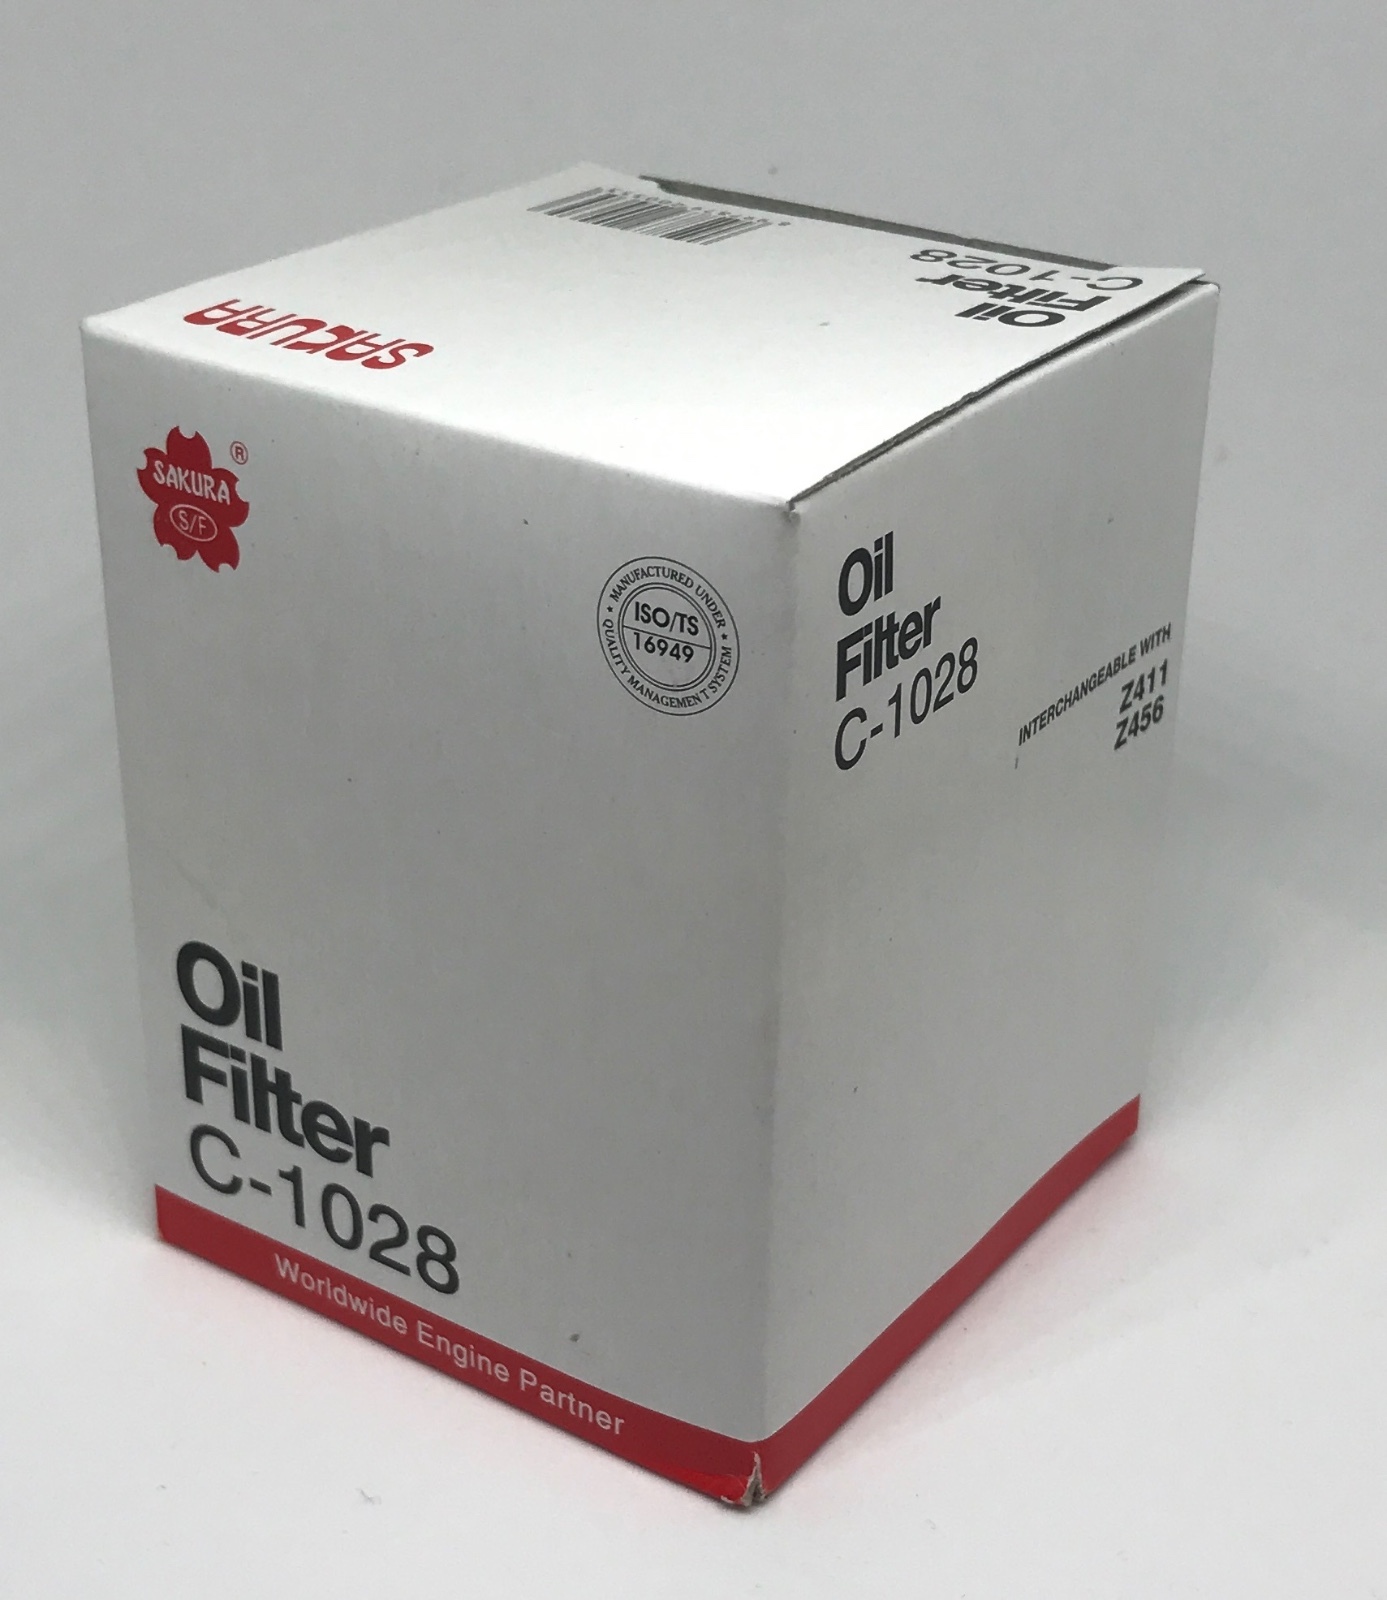 SAKURA
Oil
Filter
C-1028
SAKURA
®
S/F
MANUFACTURED UNDER
ISO/TS
16949
QUALITY MANAGEMENT SYSTEM
Oil
Filter
C-1028
Worldwide Engine Partner
Oil
Filter
C-1028
INTERCHANGEABLE WITH
Z411
Z456